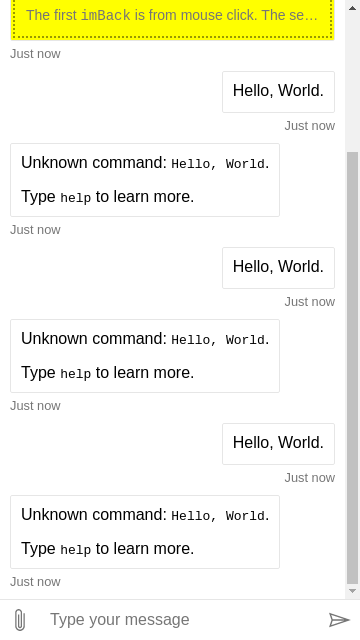 The first imBack is from mouse click. The se…
Just now
Hello, World.
Just now
Unknown command: Hello, World.
Type help to learn more.
Just now
Hello, World.
Just now
Unknown command: Hello, World.
Type help to learn more.
Just now
Hello, World.
Just now
Unknown command: Hello, World.
Type help to learn more.
Just now
Type your message